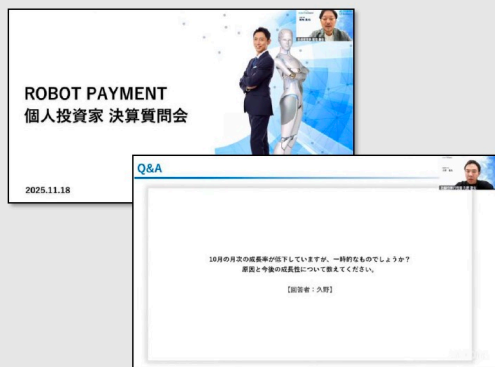 ROBOT PAYMENT
個人投資家 決算質問会
2025.11.18
Q&A
10月の月次の成長率が低下していますが、一時的なものでしょうか？
原因と今後の成長性について教えてください。
【回答者：久野】